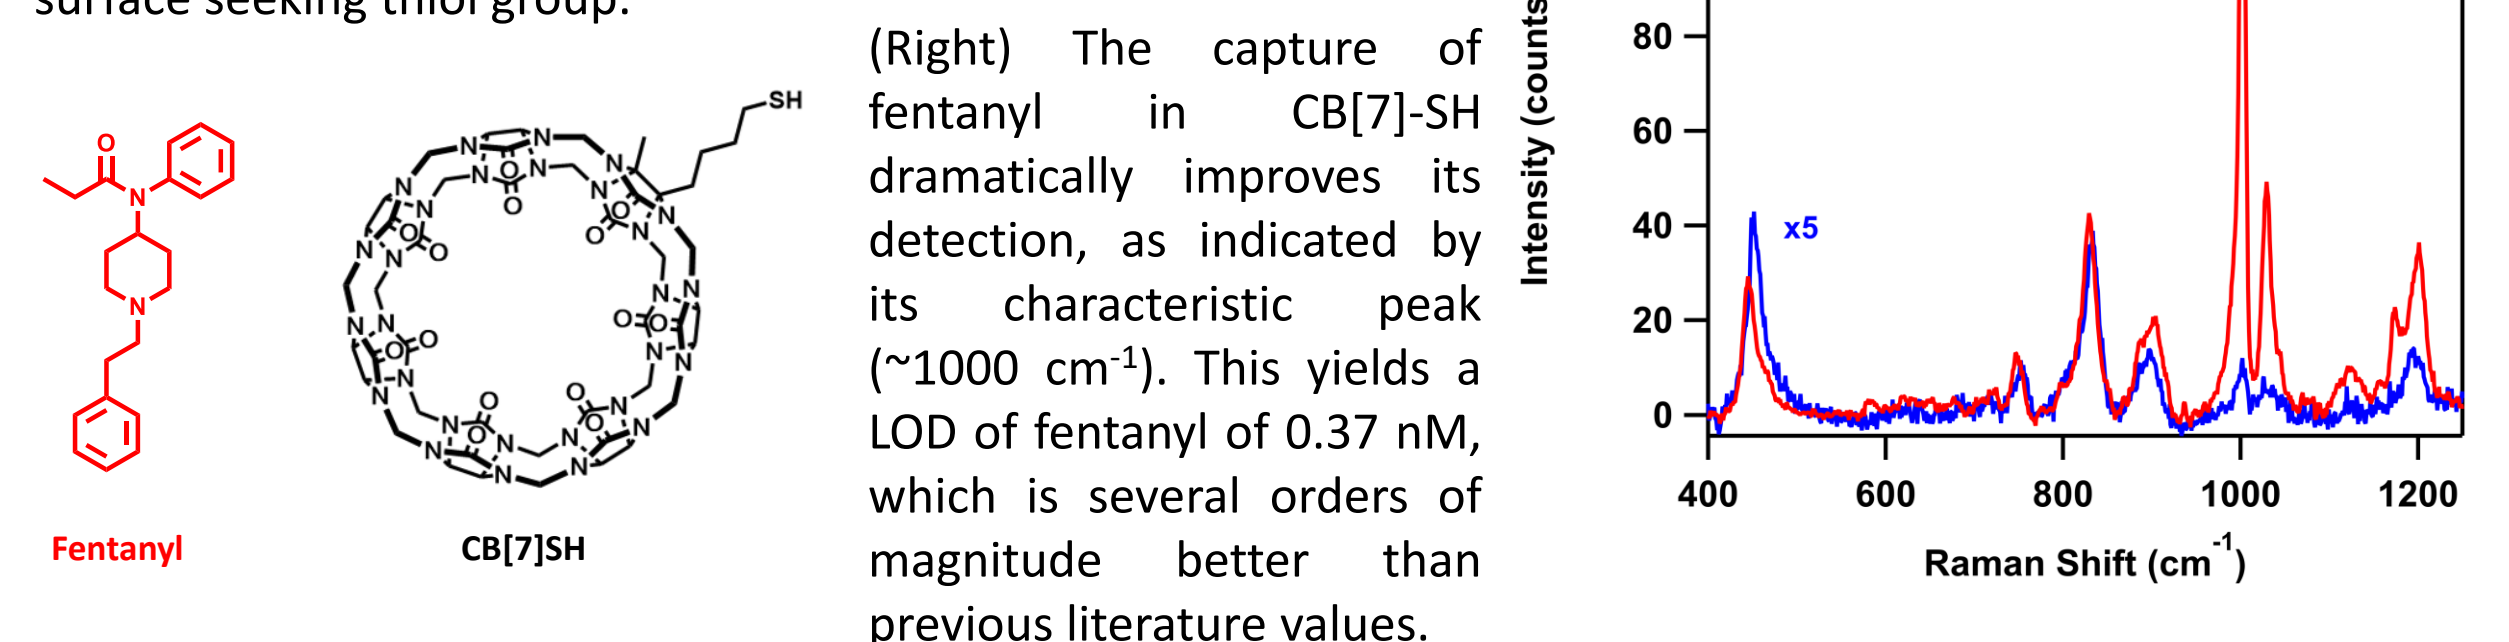 surface seeking thiol group.
SH
O
N
N
Fentanyl
N
N
N
N
O
O
N
N
N
N
O
O
N
N
N
N
O
O
N
N
N
N
O
O
N
N
N
N
O
O
N
N
N
N
O
O
N
N
N
N
O
O
CB[7]SH
(Right) The capture of
fentanyl in CB[7]-SH
dramatically improves its
detection, as indicated by
its characteristic peak
(~1000 cm-1). This yields a
LOD of fentanyl of 0.37 nM,
which is several orders of
magnitude better than
previous literature values.
Intensity (counts
80
60
40
20
0
x5
400 600 800 1000 1200
Raman Shift (cm-1)